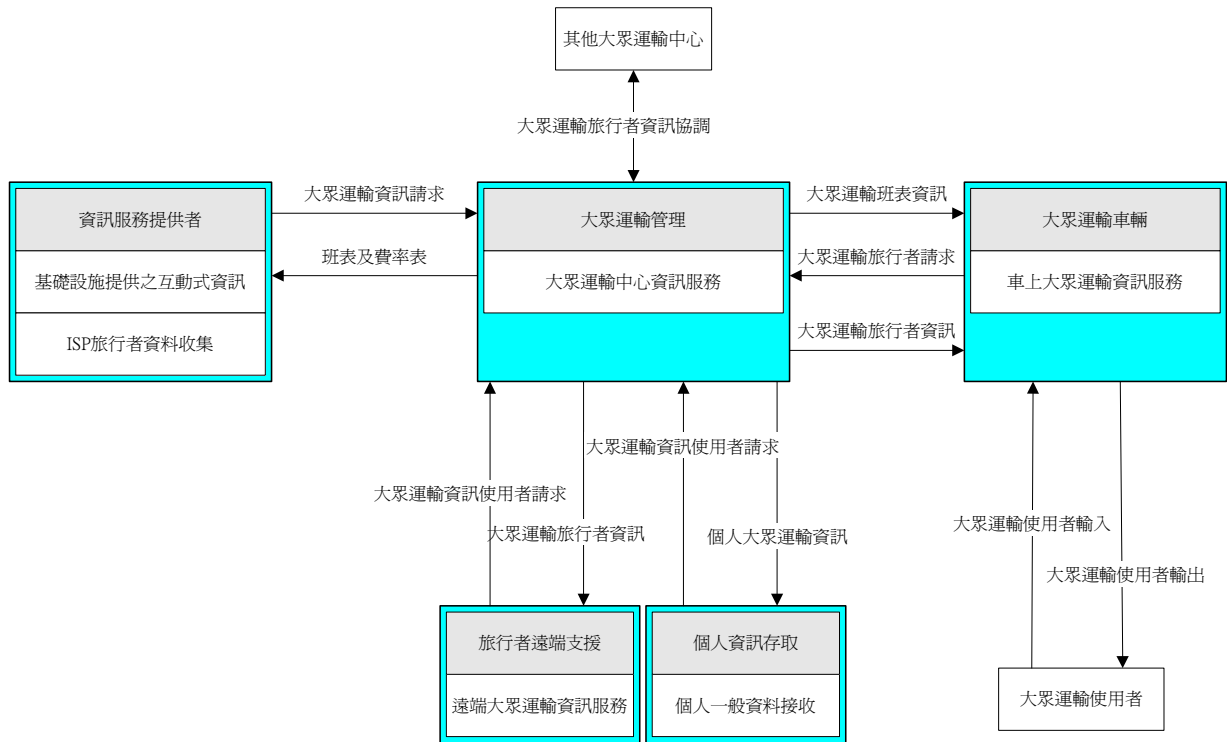 其他大眾運輸中心
大眾運輸旅行者資訊協調
資訊服務提供者
基礎設施提供之互動式資訊
ISP旅行者資料收集
大眾運輸資訊請求
班表及費率表
大眾運輸管理
大眾運輸中心資訊服務
大眾運輸班表資訊
大眾運輸旅行者請求
大眾運輸旅行者資訊
大眾運輸車輛
車上大眾運輸資訊服務
大眾運輸資訊使用者請求
大眾運輸資訊使用者請求
大眾運輸旅行者資訊
個人大眾運輸資訊
大眾運輸使用者輸入
大眾運輸使用者輸出
旅行者遠端支援
遠端大眾運輸資訊服務
個人資訊存取
個人一般資料接收
大眾運輸使用者